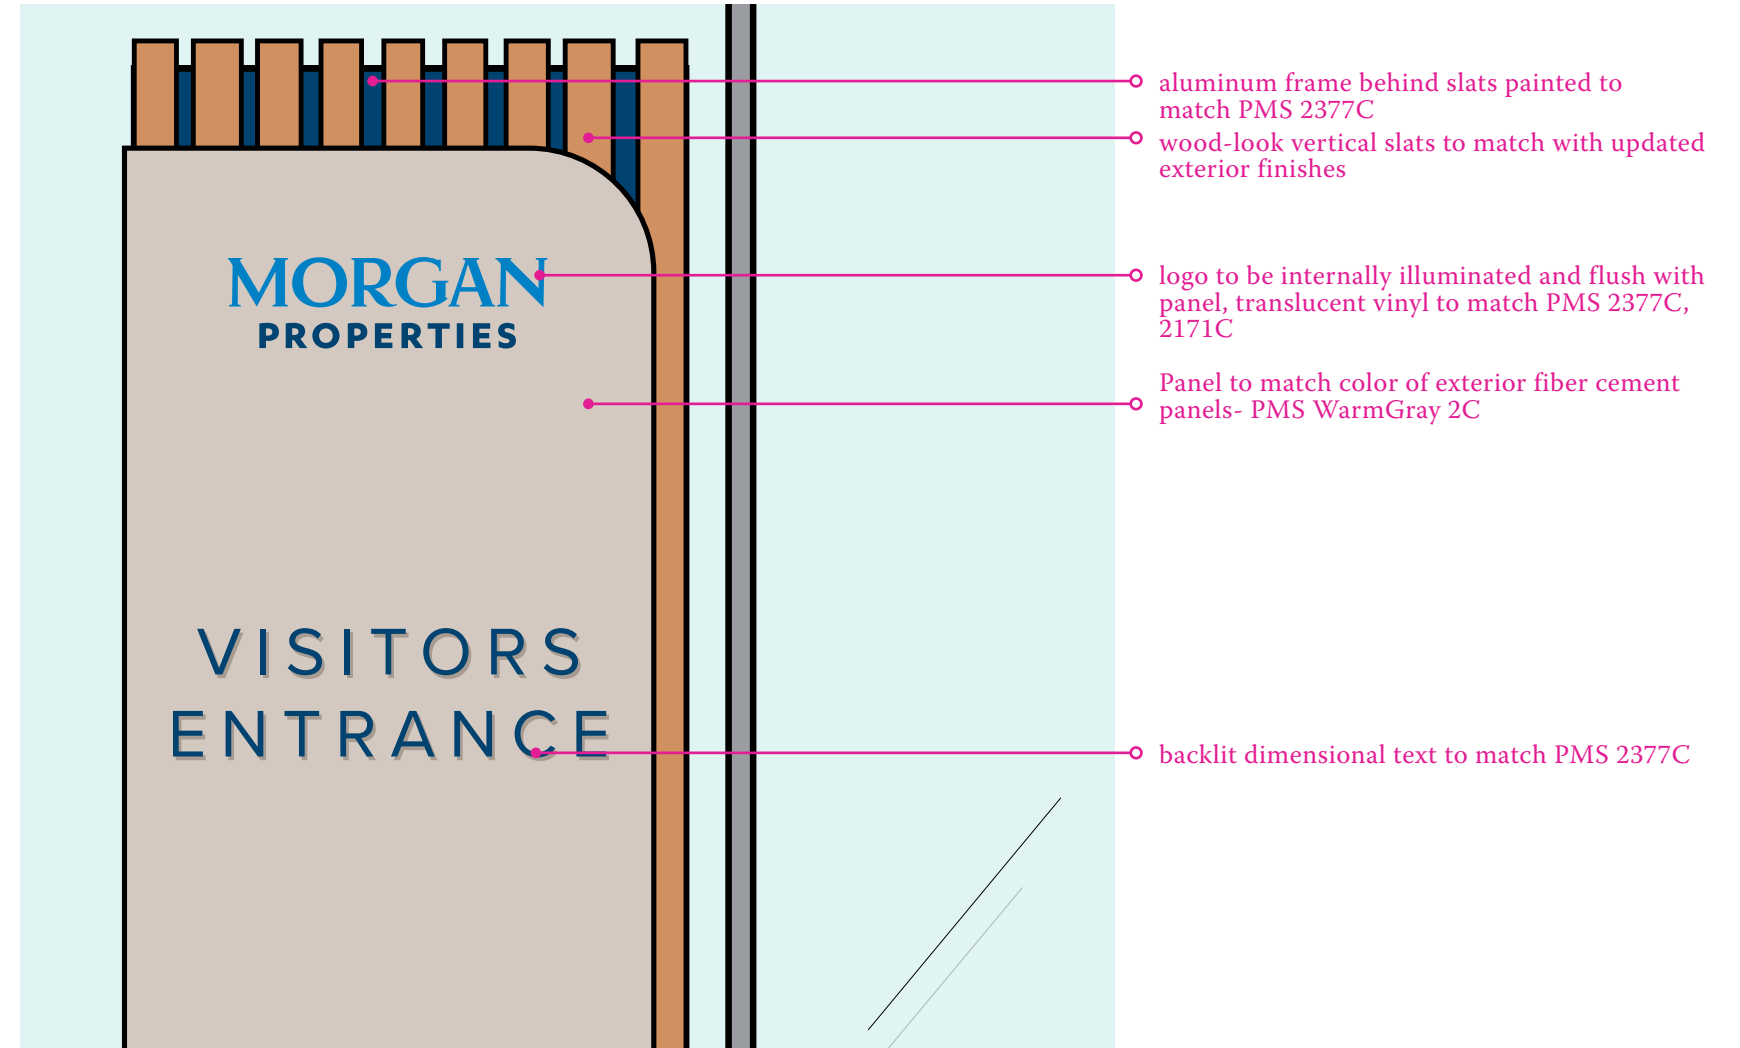 aluminum frame behind slats painted to
match PMS 2377C
wood-look vertical slats to match with updated
exterior finishes
MORGAN
PROPERTIES
logo to be internally illuminated and flush with
panel, translucent vinyl to match PMS 2377C,
2171C
Panel to match color of exterior fiber cement
panels- PMS WarmGray 2C
VISITORS
ENTRANCE
backlit dimensional text to match PMS 2377C